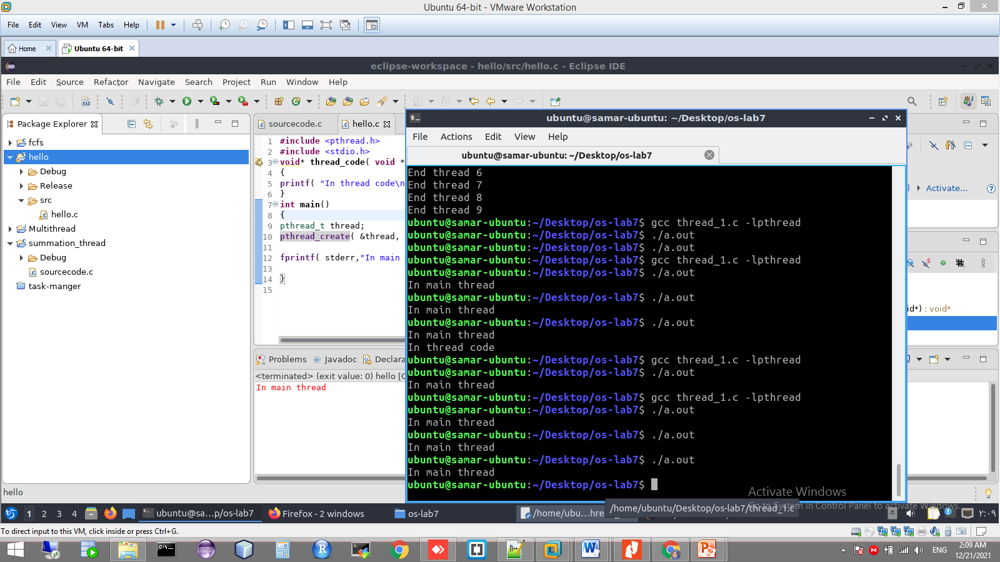 Ubuntu 64-bit - VMware Workstation
File Edit View VM Tabs Help
Home
Ubuntu 64-bit
eclipse-workspace - hello/src/hello.c - Eclipse IDE
File Edit Source Refactor Navigate Search Project Run Window Help
Package Explorer
fcfs
hello
Debug
Release
src
hello.c
Multithread
summation_thread
Debug
sourcecode.c
task-manger
sourcecode.c
hello.c
1 #include <pthread.h>
2 #include <stdio.h>
3 void* thread_code( void *
4 {
5 printf( "In thread code\n
6 }
7 int main()
8 {
9 pthread_t thread;
10 pthread_create( &thread,
11
12 fprintf( stderr,"In main
13
14 }
15
Problems @ Javadoc Declara
<terminated> (exit value: 0) hello [C
In main thread
ubuntu@samar-ubuntu: ~/Desktop/os-lab7
File Actions Edit View Help
ubuntu@samar-ubuntu: ~/Desktop/os-lab7
End thread 6
End thread 7
End thread 8
End thread 9
ubuntu@samar-ubuntu:~/Desktop/os-lab7$ gcc thread_1.c -lpthread
ubuntu@samar-ubuntu:~/Desktop/os-lab7$ ./a.out
ubuntu@samar-ubuntu:~/Desktop/os-lab7$ ./a.out
ubuntu@samar-ubuntu:~/Desktop/os-lab7$ gcc thread_1.c -lpthread
ubuntu@samar-ubuntu:~/Desktop/os-lab7$ ./a.out
In main thread
ubuntu@samar-ubuntu:~/Desktop/os-lab7$ ./a.out
In main thread
ubuntu@samar-ubuntu:~/Desktop/os-lab7$ ./a.out
In main thread
In thread code
ubuntu@samar-ubuntu:~/Desktop/os-lab7$ gcc thread_1.c -lpthread
ubuntu@samar-ubuntu:~/Desktop/os-lab7$ ./a.out
In main thread
ubuntu@samar-ubuntu:~/Desktop/os-lab7$ gcc thread_1.c -lpthread
ubuntu@samar-ubuntu:~/Desktop/os-lab7$ ./a.out
In main thread
ubuntu@samar-ubuntu:~/Desktop/os-lab7$ ./a.out
In main thread
ubuntu@samar-ubuntu:~/Desktop/os-lab7$ ./a.out
In main thread
ubuntu@samar-ubuntu:~/Desktop/os-lab7$
Activate...
id*) : void*
Activate Windows
Go to System in Control Panel to activate Windows.
hello
1 2 3 4 ubuntu@sa...p/os-lab7 Firefox - 2 windows os-lab7 /home/ubu...hre
/home/ubuntu/Desktop/os-lab7/thread_1.c
٢:٠٩
To direct input to this VM, click inside or press Ctrl+G.
ENG
2:09 AM
12/21/2021